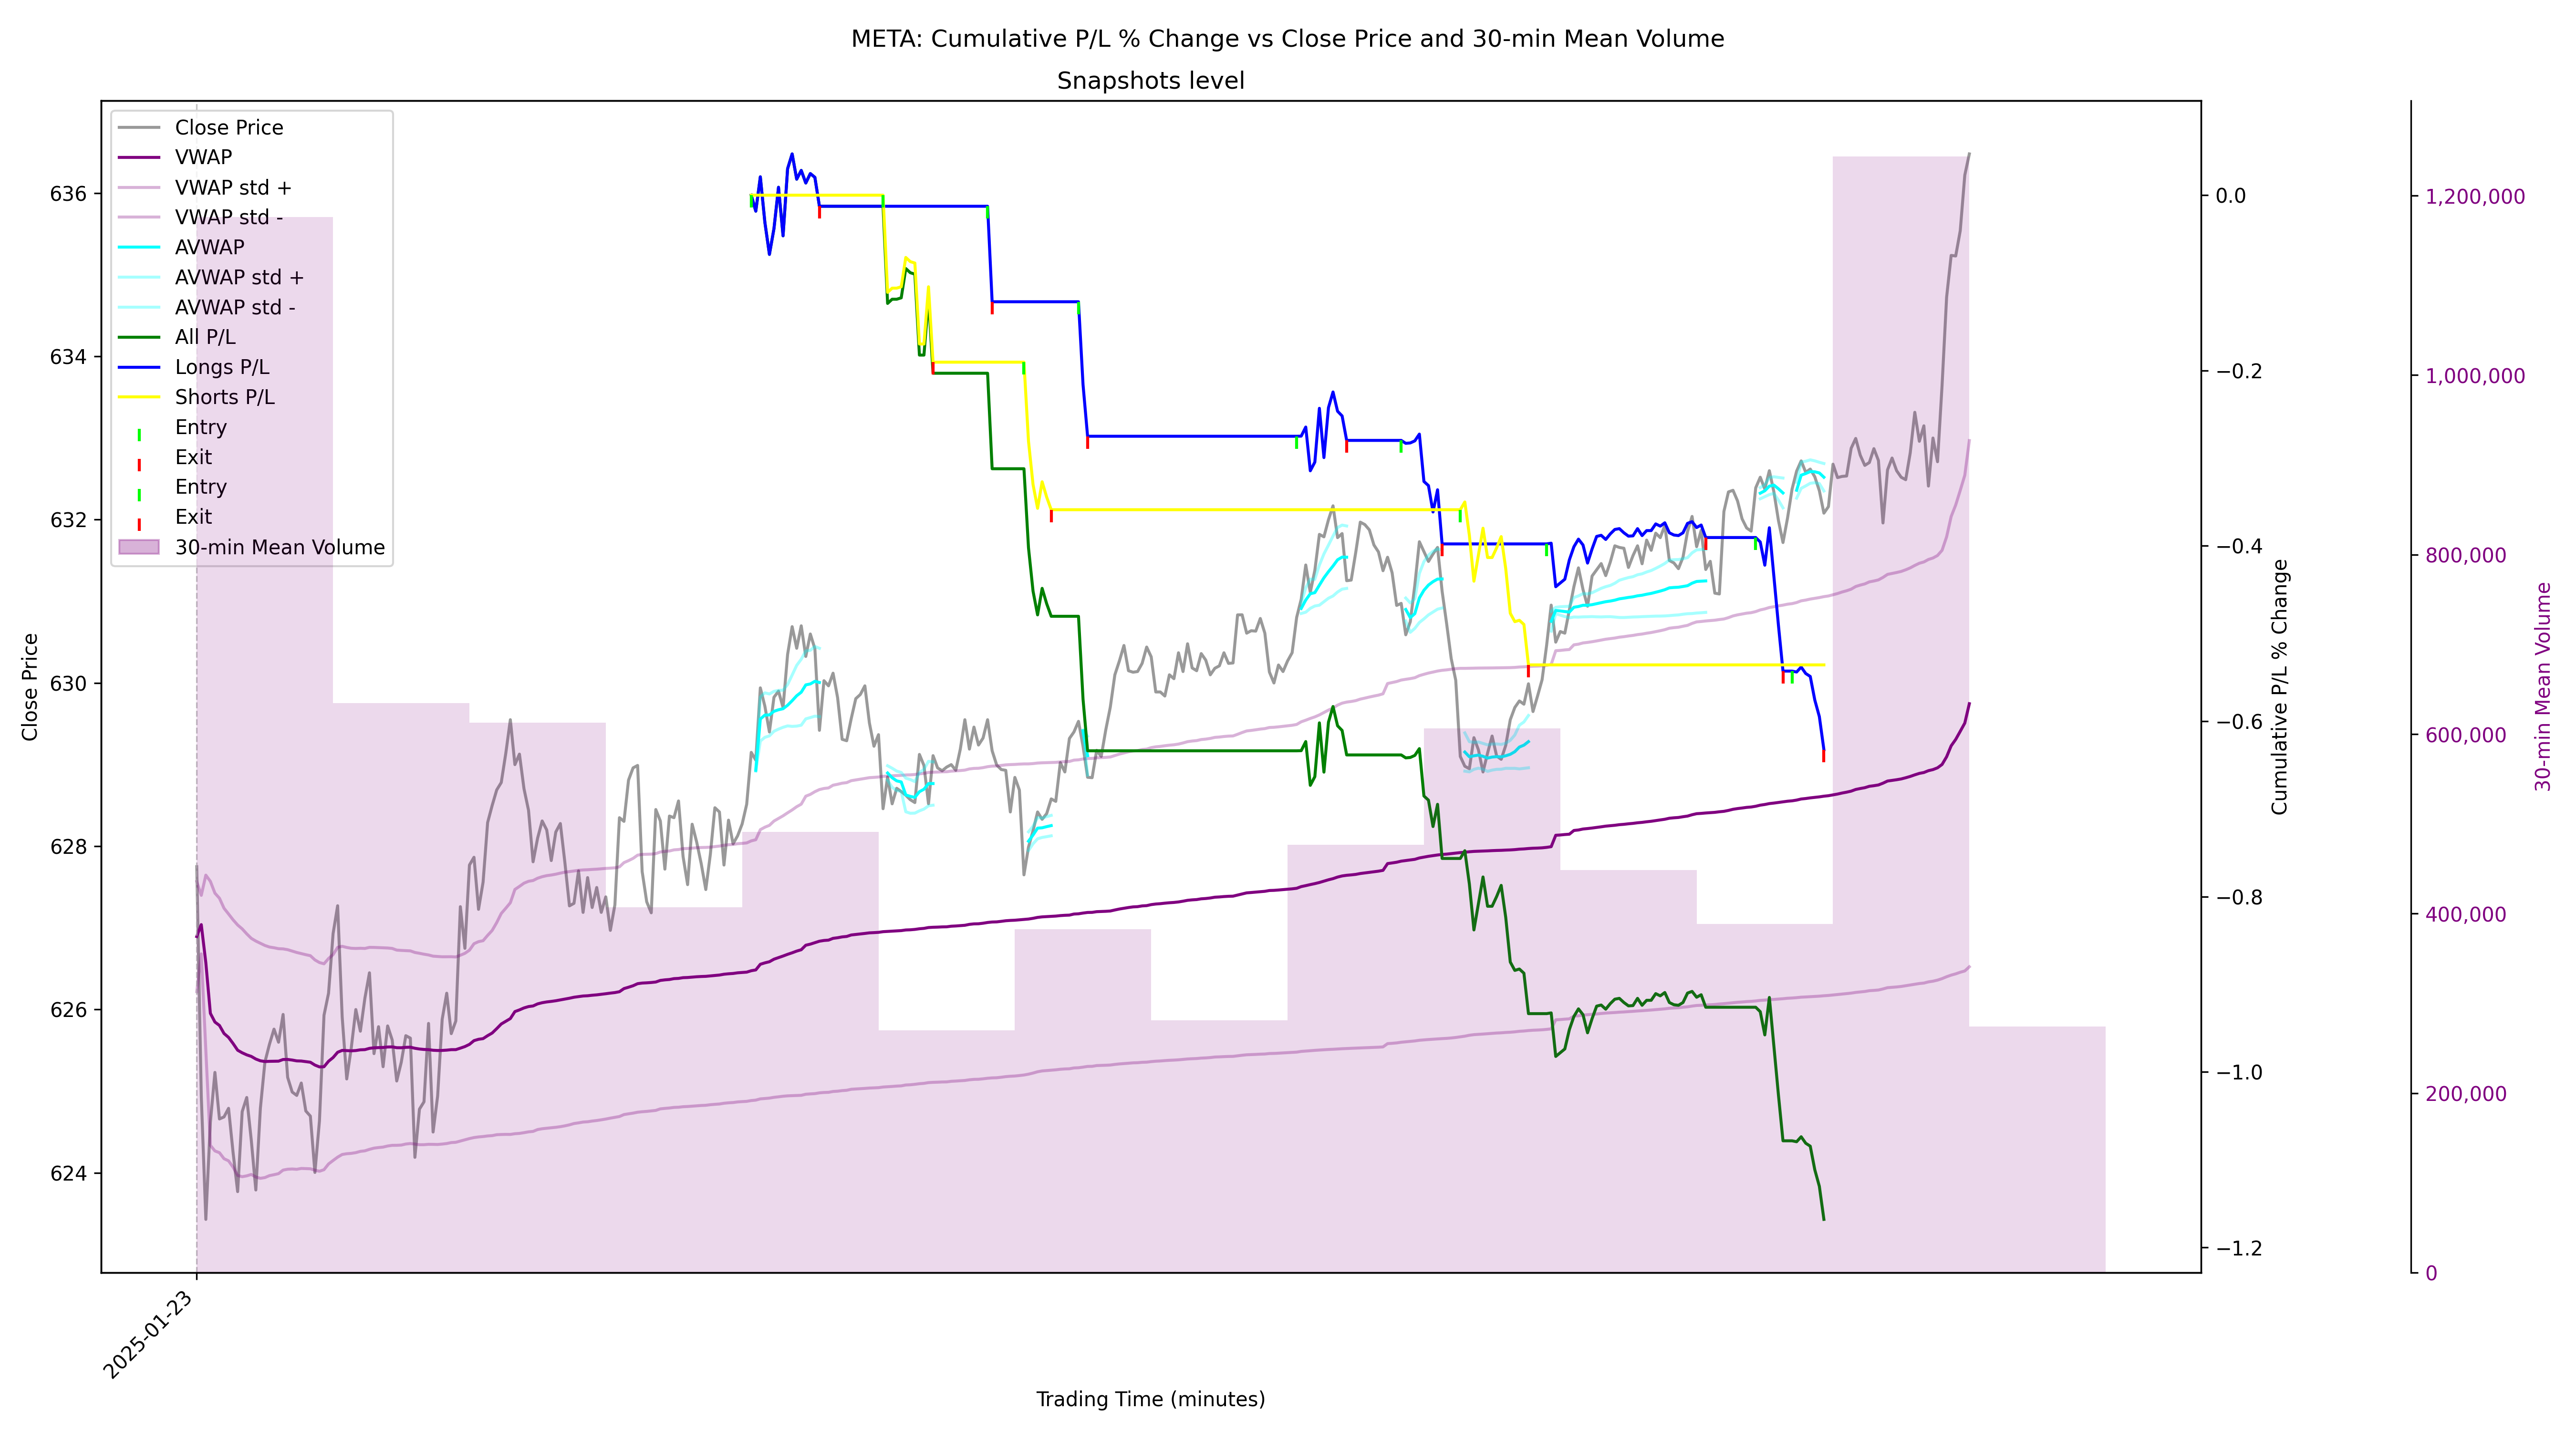 META: Cumulative P/L % Change vs Close Price and 30-min Mean Volume
Snapshots level
Close Price
VWAP
VWAP std +
VWAP std -
AVWAP
AVWAP std +
AVWAP std -
All P/L
Longs P/L
Shorts P/L
Entry
Exit
Entry
Exit
30-min Mean Volume
636
634
632
630
628
626
624
Close Price
0.0
−0.2
−0.4
−0.6
−0.8
−1.0
−1.2
Cumulative P/L % Change
1,200,000
1,000,000
800,000
600,000
400,000
200,000
0
30-min Mean Volume
2025-01-23
Trading Time (minutes)